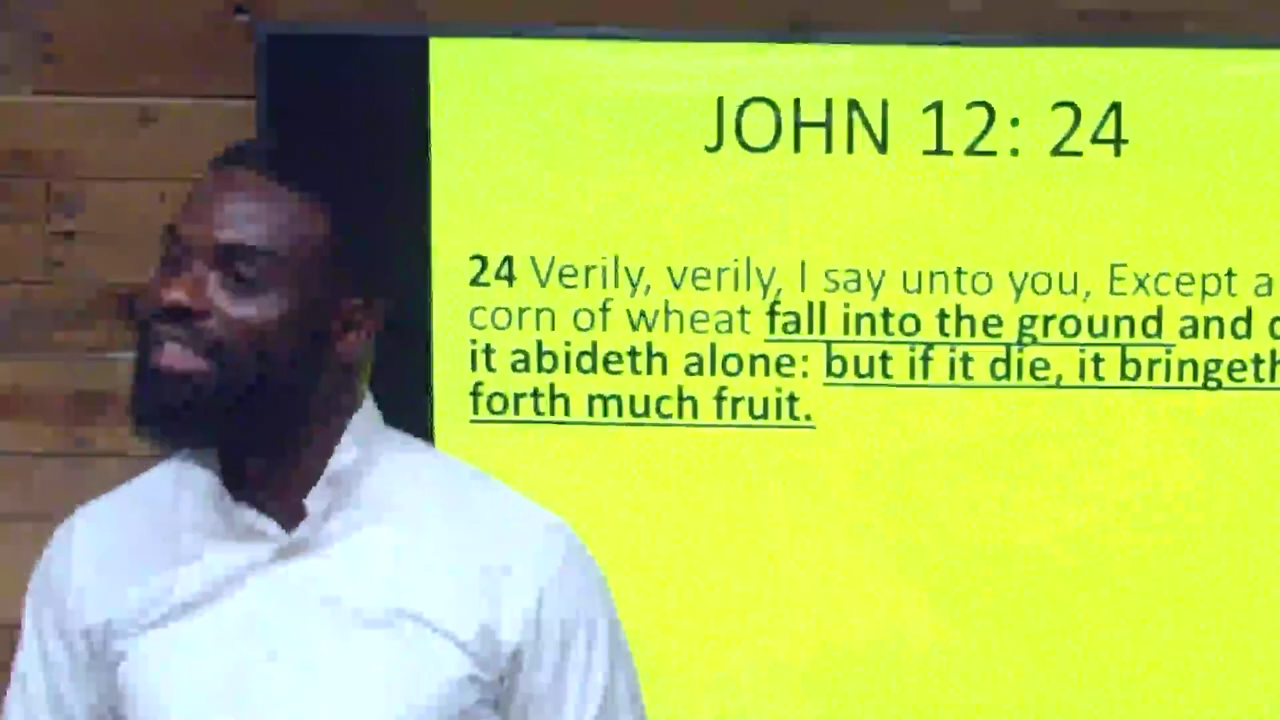 JOHN 12: 24
24 Verily, verily, I say unto you, Except a
corn of wheat fall into the ground and
it abideth alone: but if it die, it bringeth
forth much fruit.